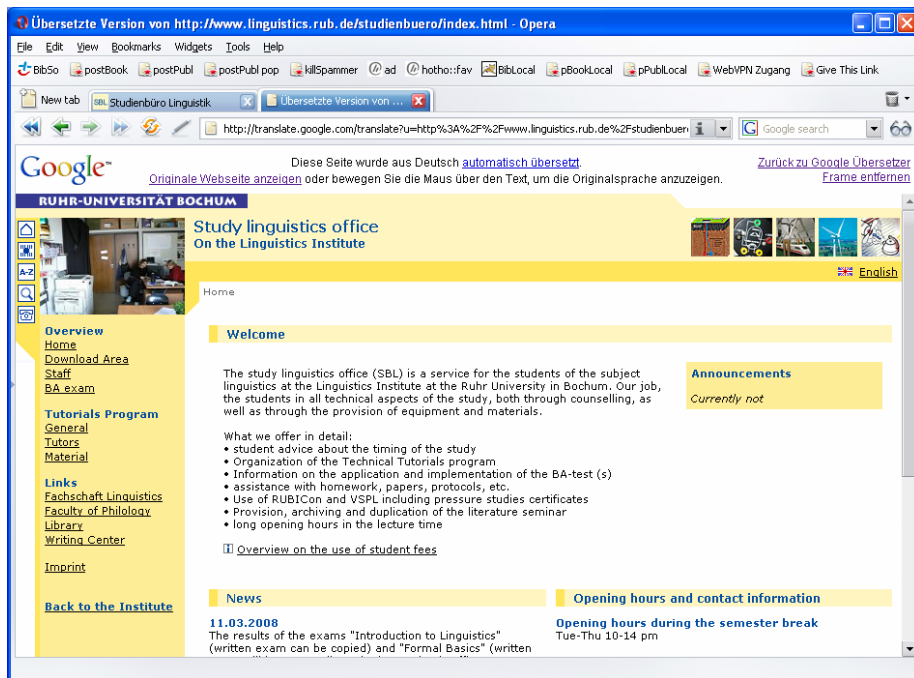 Übersetzte Version von http://www.linguistics.rub.de/studienbuero/index.html - Opera
File Edit View Bookmarks Widgets Tools Help
BibSo postBook postPubl postPubl pop killSpammer ad hotho::fav BibLocal pBookLocal pPublLocal WebVPN Zugang Give This Link
New tab SBL Studienbüro Linguistik Übersetzte Version von ...
http://translate.google.com/translate?u=http%3A%2F%2Fwww.linguistics.rub.de%2Fstudienbuer G Google search
Google™
Diese Seite wurde aus Deutsch automatisch übersetzt.
Originale Webseite anzeigen oder bewegen Sie die Maus über den Text, um die Originalsprache anzuzeigen.
Zurück zu Google Übersetzer
Frame entfernen
RUHR-UNIVERSITÄT BOCHUM
Study linguistics office
On the Linguistics Institute
A-Z
English
Home
Overview
Home
Download Area
Staff
BA exam
Tutorials Program
General
Tutors
Material
Links
Fachschaft Linguistics
Faculty of Philology
Library
Writing Center
Imprint
Back to the Institute
Welcome
The study linguistics office (SBL) is a service for the students of the subject
linguistics at the Linguistics Institute at the Ruhr University in Bochum. Our job,
the students in all technical aspects of the study, both through counselling, as
well as through the provision of equipment and materials.
What we offer in detail:
• student advice about the timing of the study
• Organization of the Technical Tutorials program
• Information on the application and implementation of the BA-test (s)
• assistance with homework, papers, protocols, etc.
• Use of RUBICon and VSPL including pressure studies certificates
• Provision, archiving and duplication of the literature seminar
• long opening hours in the lecture time
Overview on the use of student fees
Announcements
Currently not
News
11.03.2008
The results of the exams "Introduction to Linguistics"
(written exam can be copied) and "Formal Basics" (written
Opening hours and contact information
Opening hours during the semester break
Tue-Thu 10-14 pm